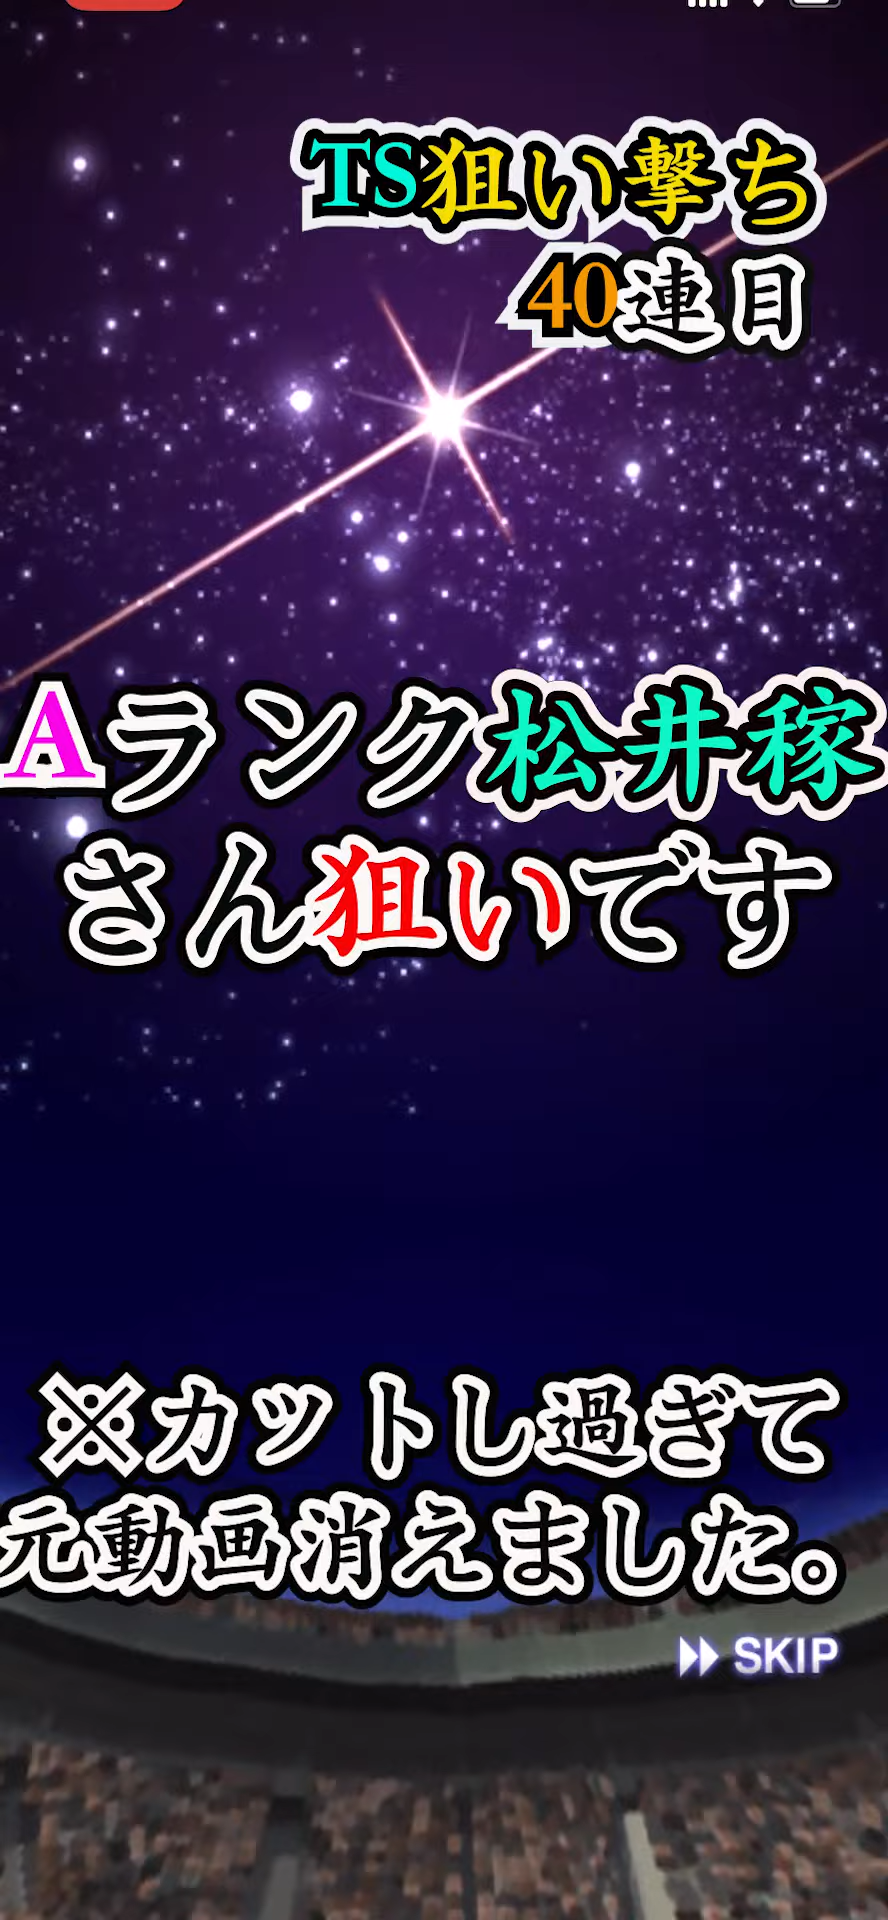 TS狙い撃ち
40連目
Aランク松井稼
さん狙いです
※カットし過ぎて
元動画消えました。
SKIP